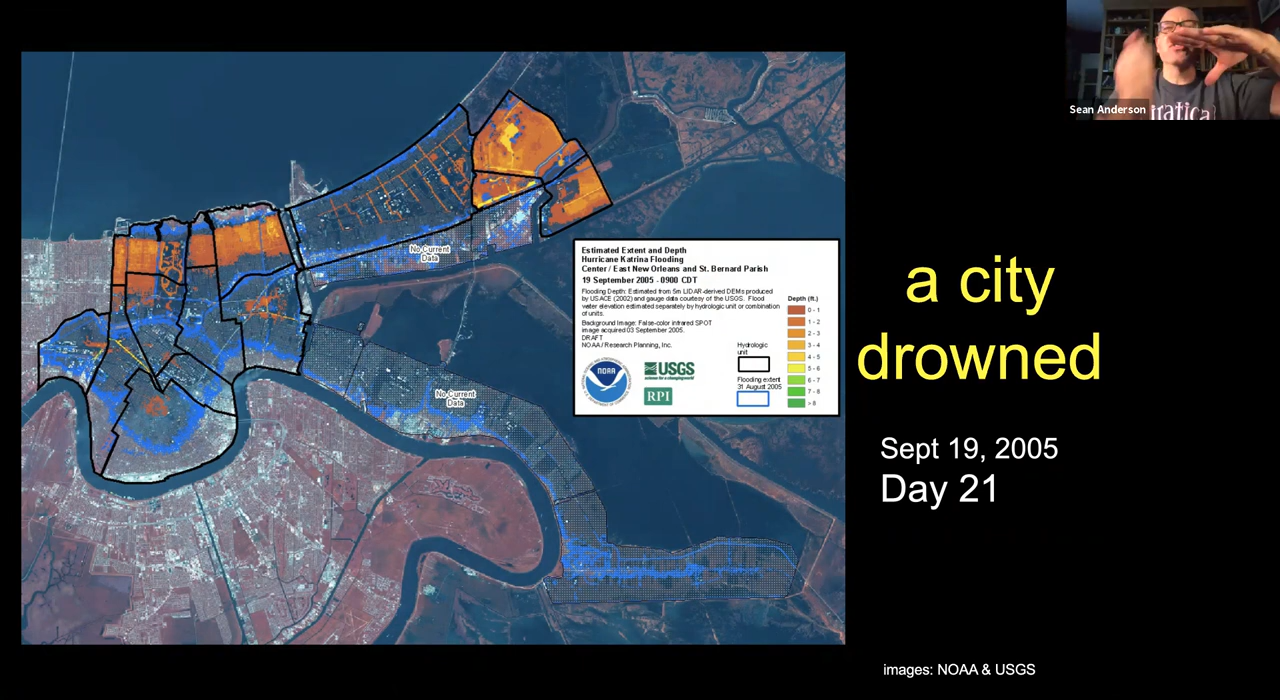 Sean Anderson
No Current
Data
No Current
Data
Estimated Extent and Depth
Hurricane Katrina Flooding
Center / East New Orleans and St. Bernard Parish
19 September 2005 - 0900 CDT
Flooding Depth: Estimated from 5m LIDAR-derived DEMs produced
by USACE (2002) and gauge data courtesy of the USGS. Flood
water elevation estimated separately by hydrologic unit or combination
of units.
Background Image: False-color infrared SPOT
image acquired 03 September 2005.
DRAFT
NOAA / Research Planning, Inc.
NOAA
USGS
science for a changing world
RPI
Hydrologic
unit
Flooding extent
31 August 2005
Depth (ft.)
0 - 1
1 - 2
2 - 3
3 - 4
4 - 5
5 - 6
6 - 7
7 - 8
> 8
a city
drowned
Sept 19, 2005
Day 21
images: NOAA & USGS